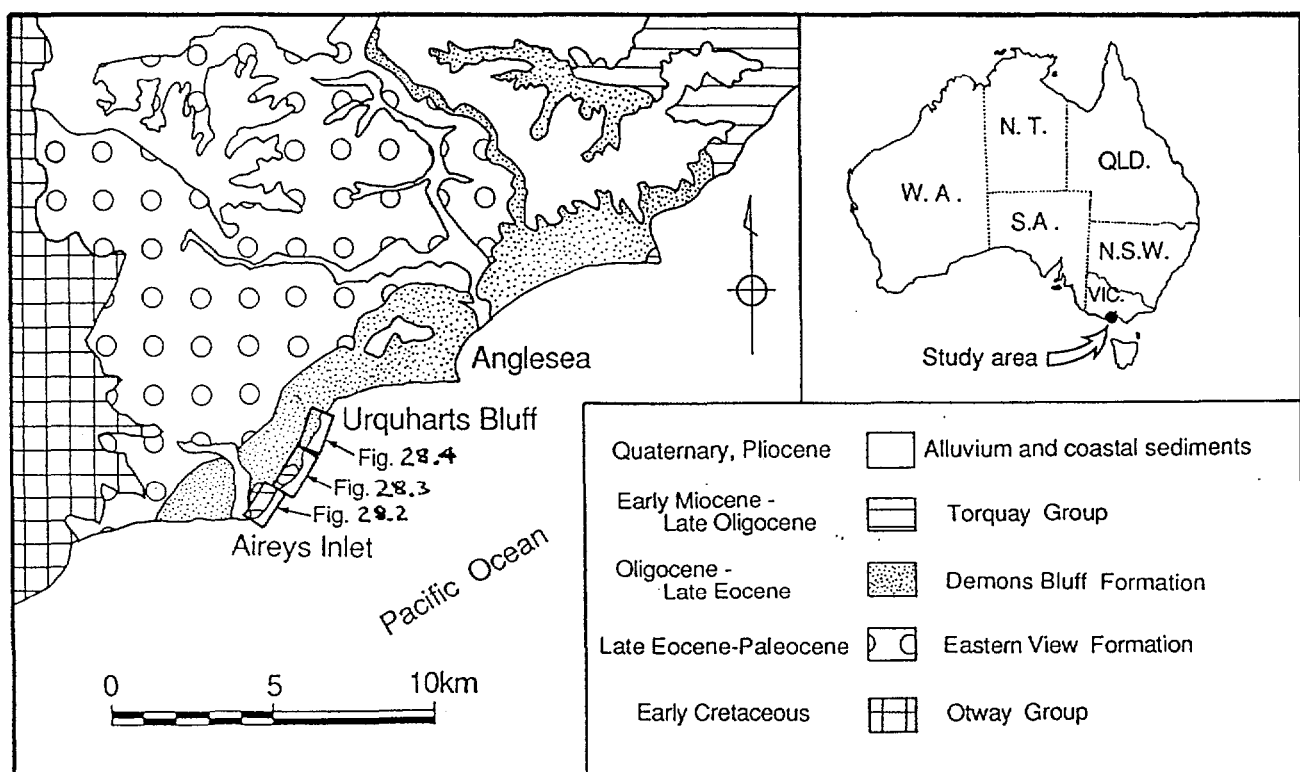 Anglesea
Urquharts Bluff
Fig. 28.4
Fig. 28.3
Fig. 28.2
Aireys Inlet
Pacific Ocean
0 5 10km
N. T.
W. A.
QLD.
S.A.
N.S.W.
VIC.
Study area
Quaternary, Pliocene Alluvium and coastal sediments
Early Miocene -
Late Oligocene Torquay Group
Oligocene -
Late Eocene Demons Bluff Formation
Late Eocene-Paleocene Eastern View Formation
Early Cretaceous Otway Group